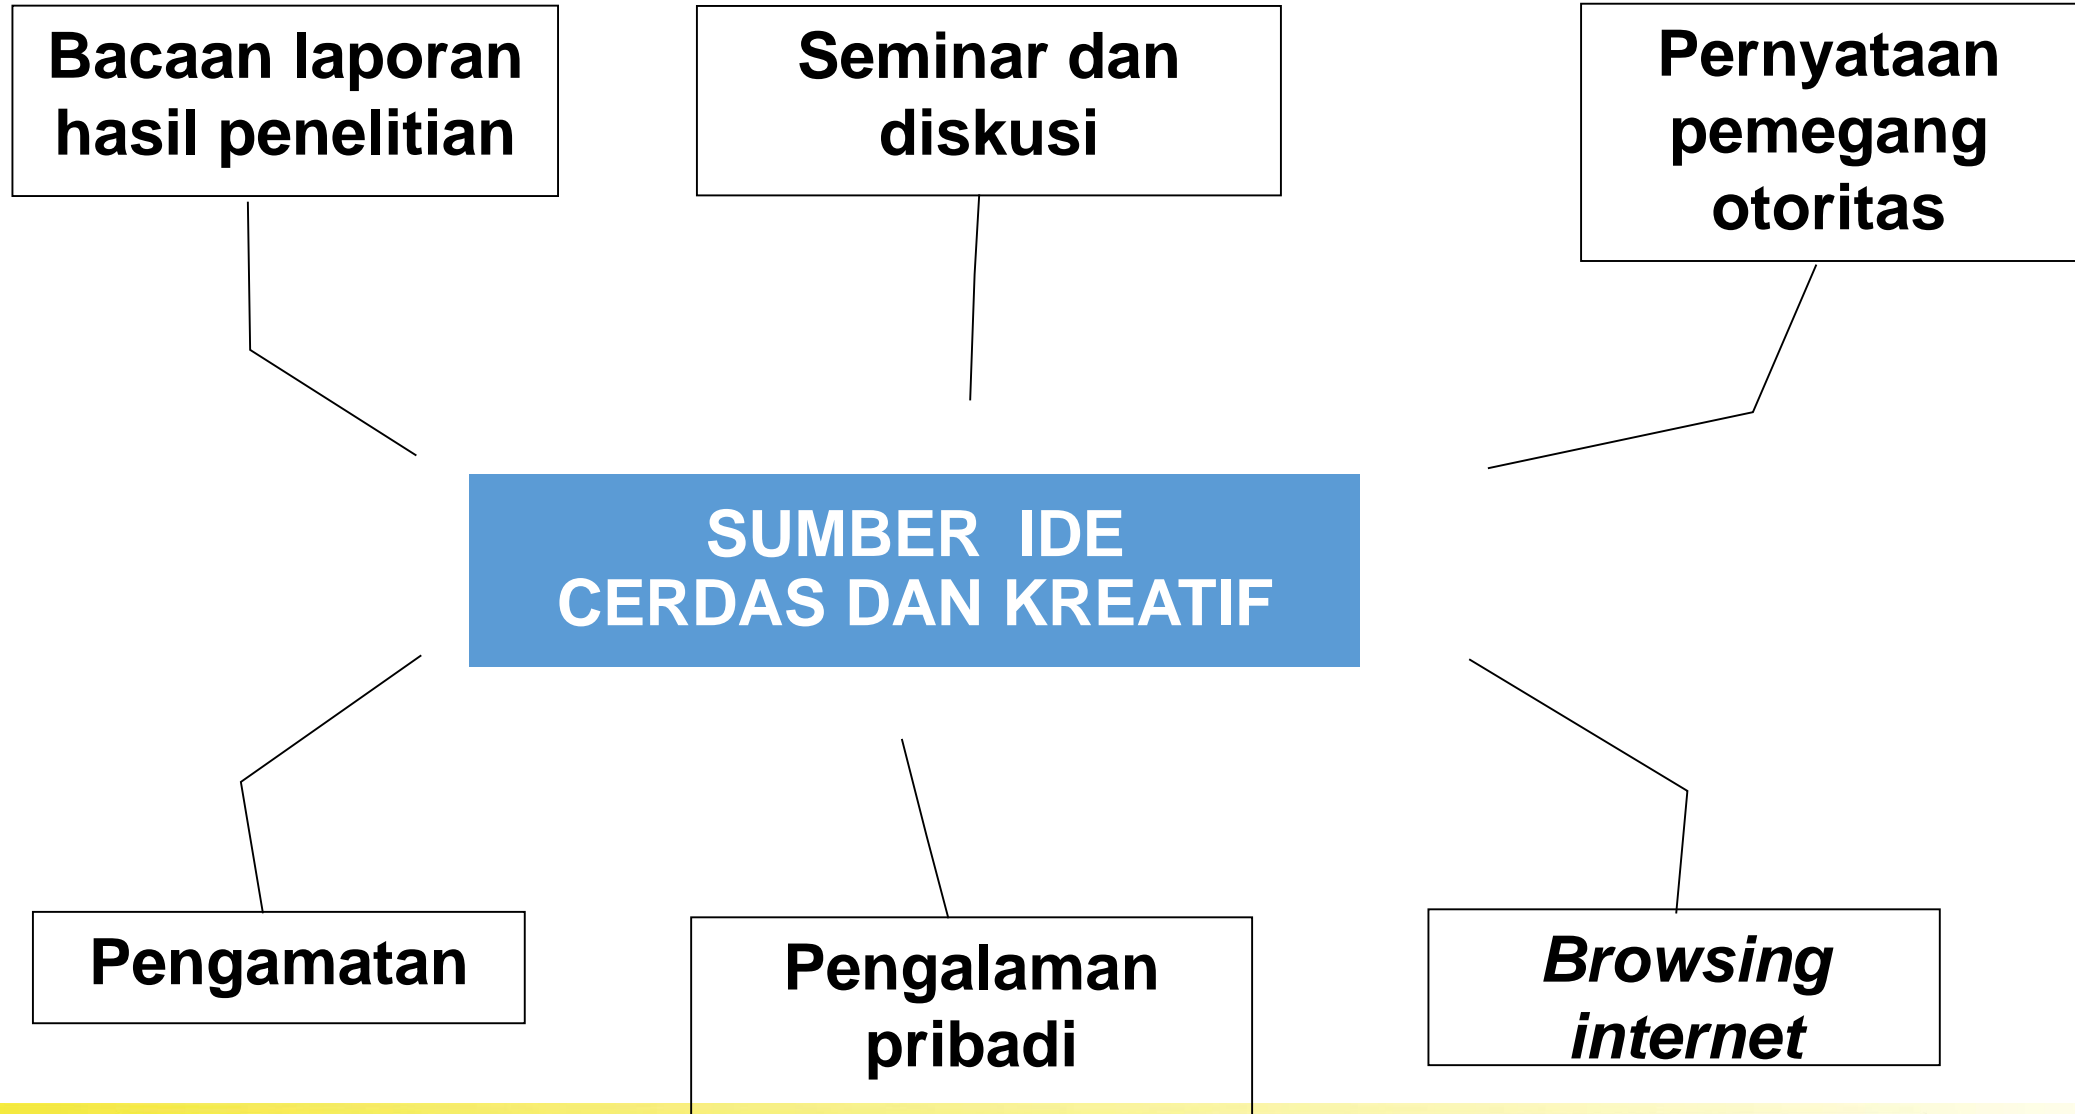 Bacaan laporan
hasil penelitian
Seminar dan
diskusi
Pernyataan
pemegang
otoritas
SUMBER IDE
CERDAS DAN KREATIF
Pengamatan
Pengalaman
pribadi
Browsing
internet